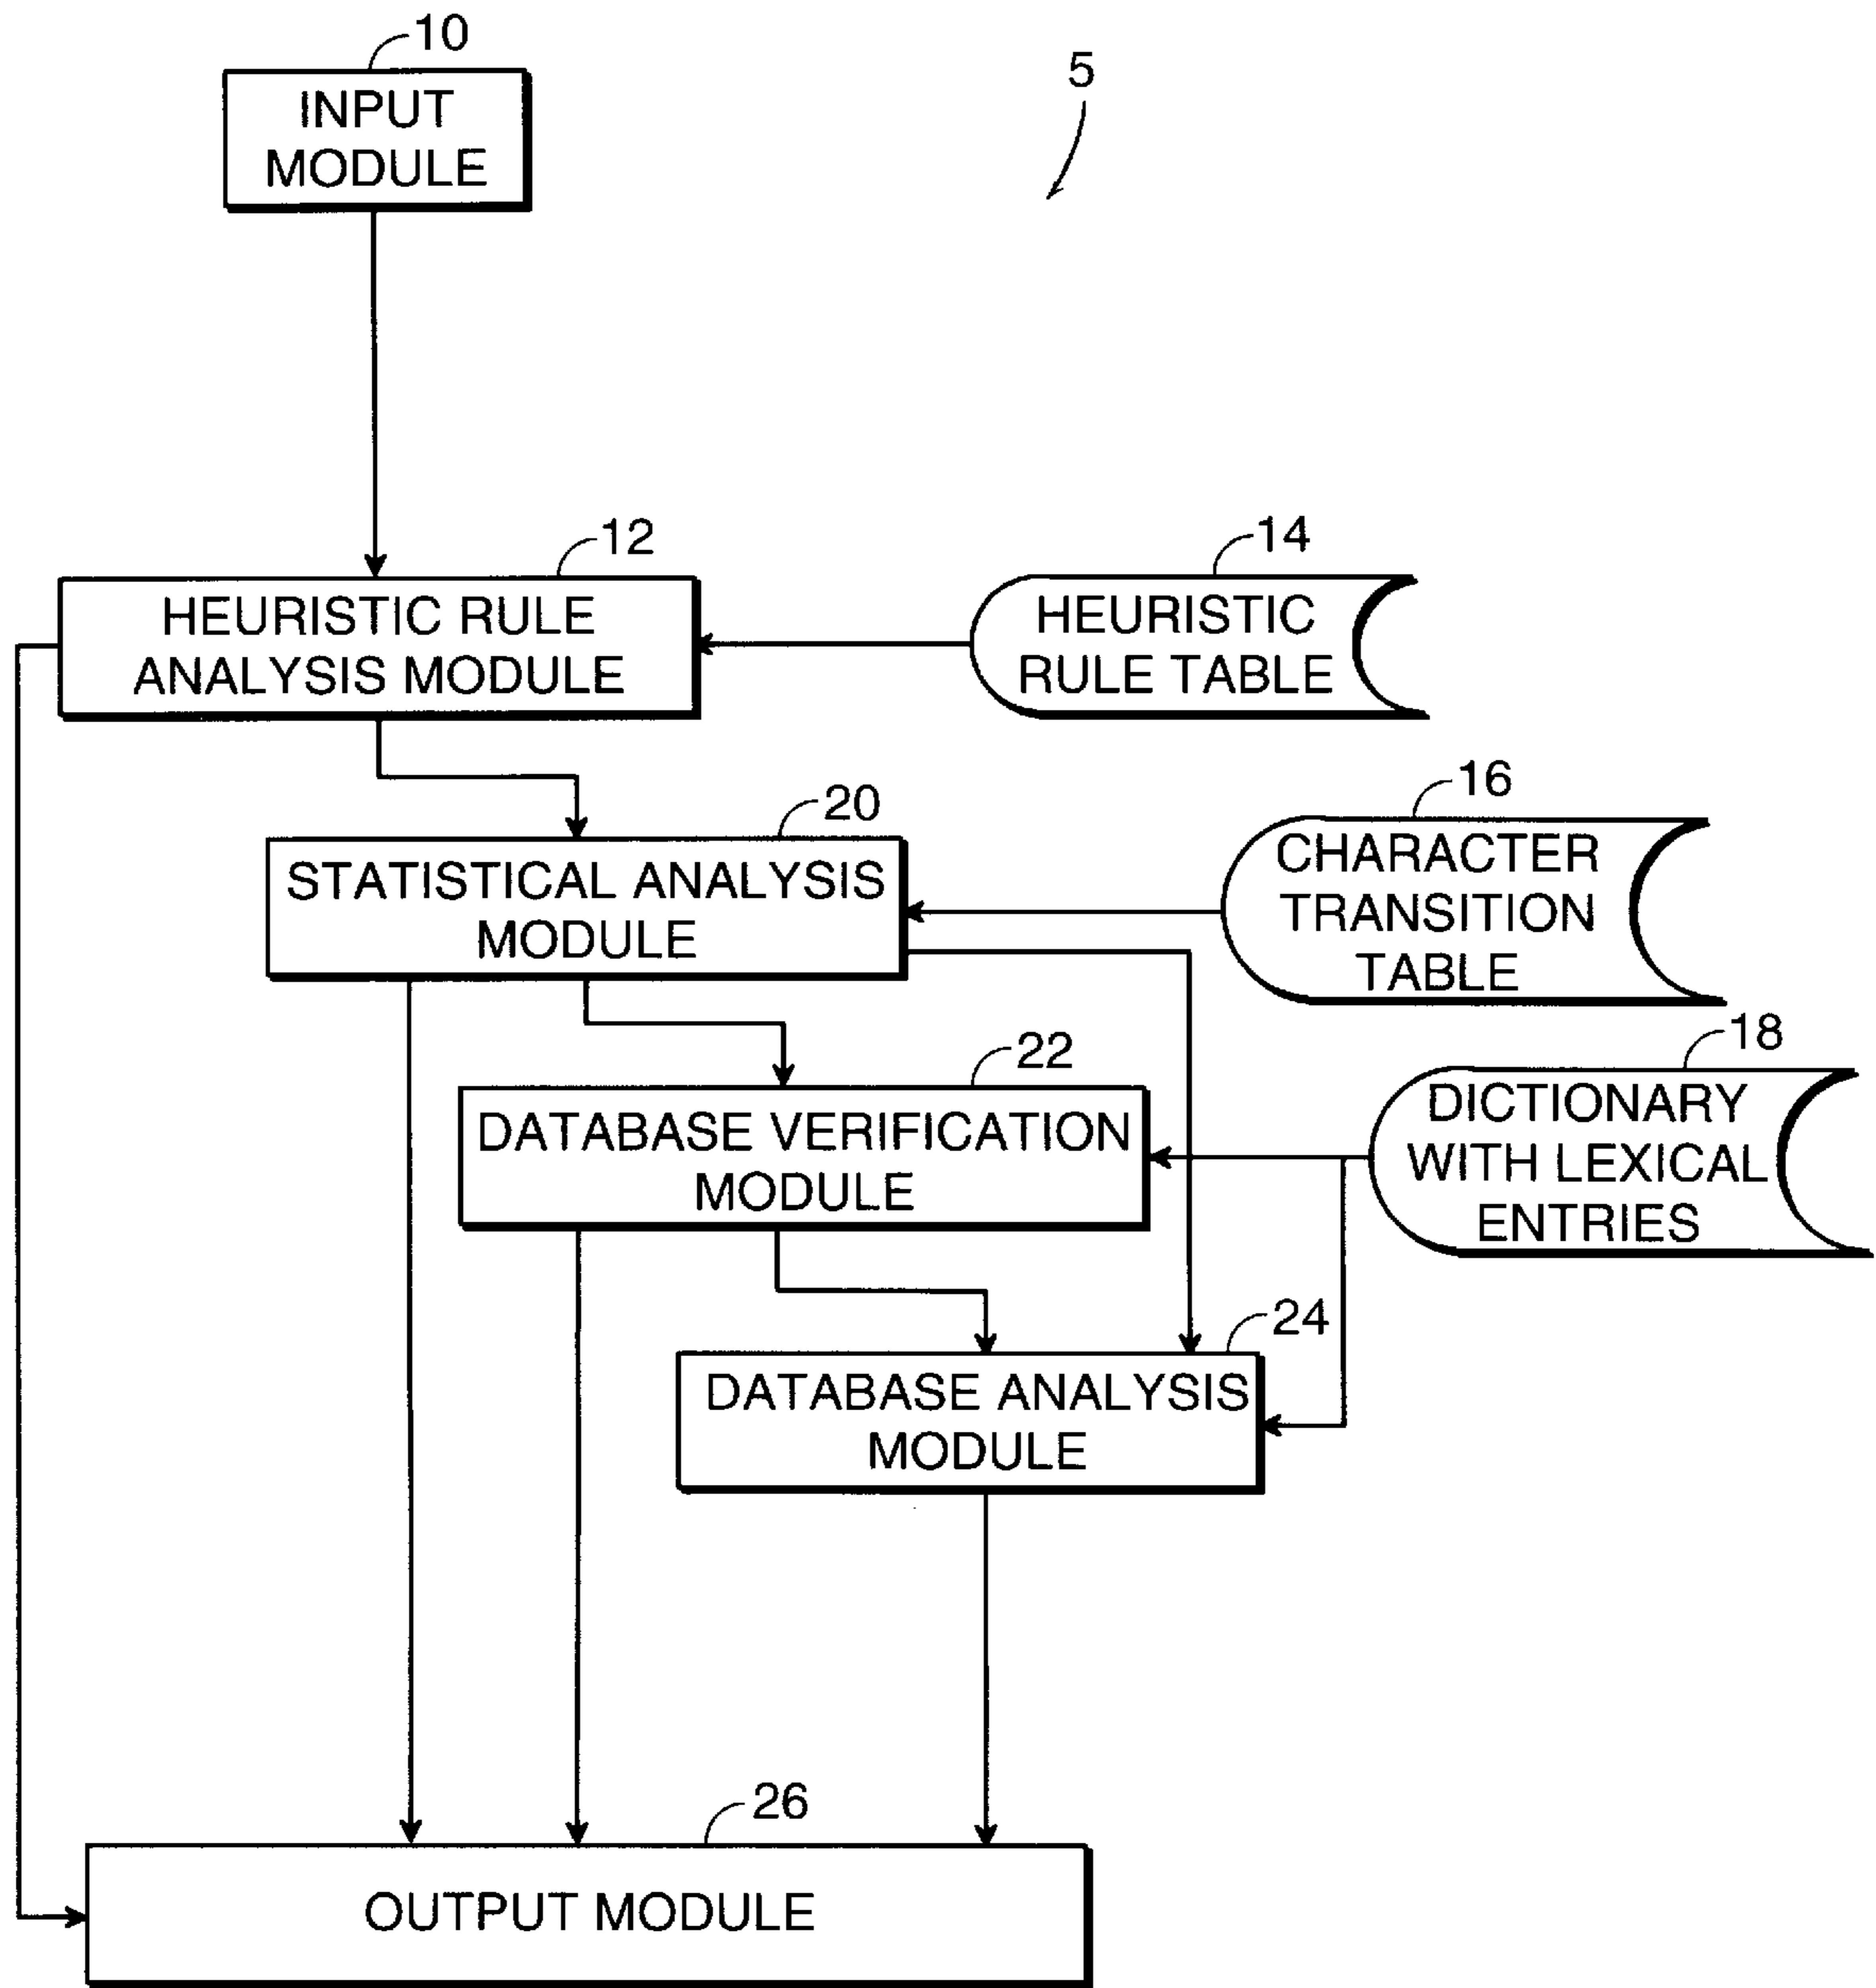 10
INPUT
MODULE
5
12
HEURISTIC RULE
ANALYSIS MODULE
14
HEURISTIC
RULE TABLE
20
STATISTICAL ANALYSIS
MODULE
16
CHARACTER
TRANSITION
TABLE
22
DATABASE VERIFICATION
MODULE
18
DICTIONARY
WITH LEXICAL
ENTRIES
24
DATABASE ANALYSIS
MODULE
26
OUTPUT MODULE